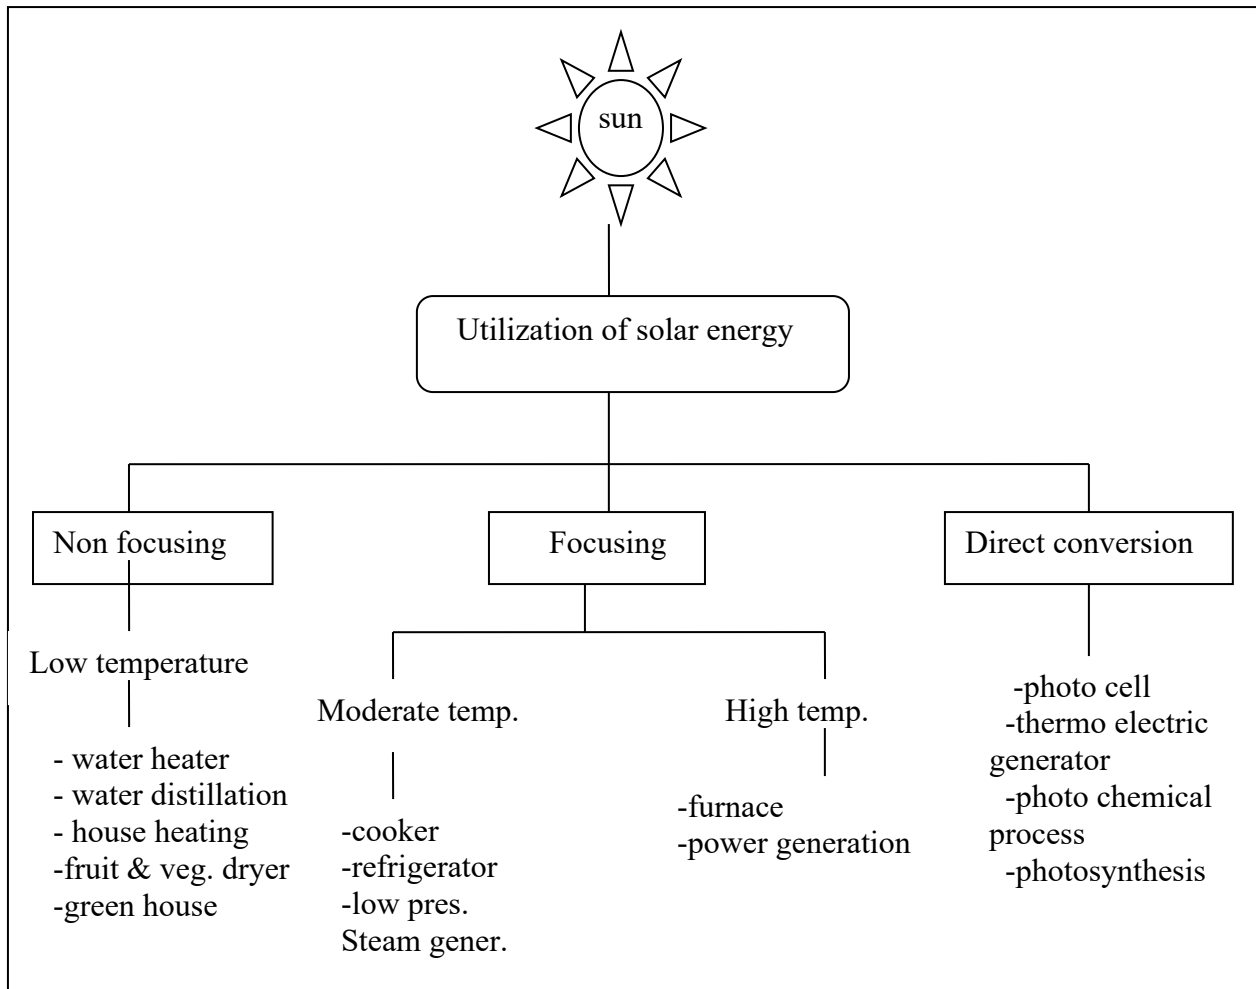 sun
Utilization of solar energy
Non focusing
Focusing
Direct conversion
Low temperature
- water heater
- water distillation
- house heating
-fruit & veg. dryer
-green house
Moderate temp.
-cooker
-refrigerator
-low pres.
Steam gener.
High temp.
-furnace
-power generation
-photo cell
-thermo electric
generator
-photo chemical
process
-photosynthesis